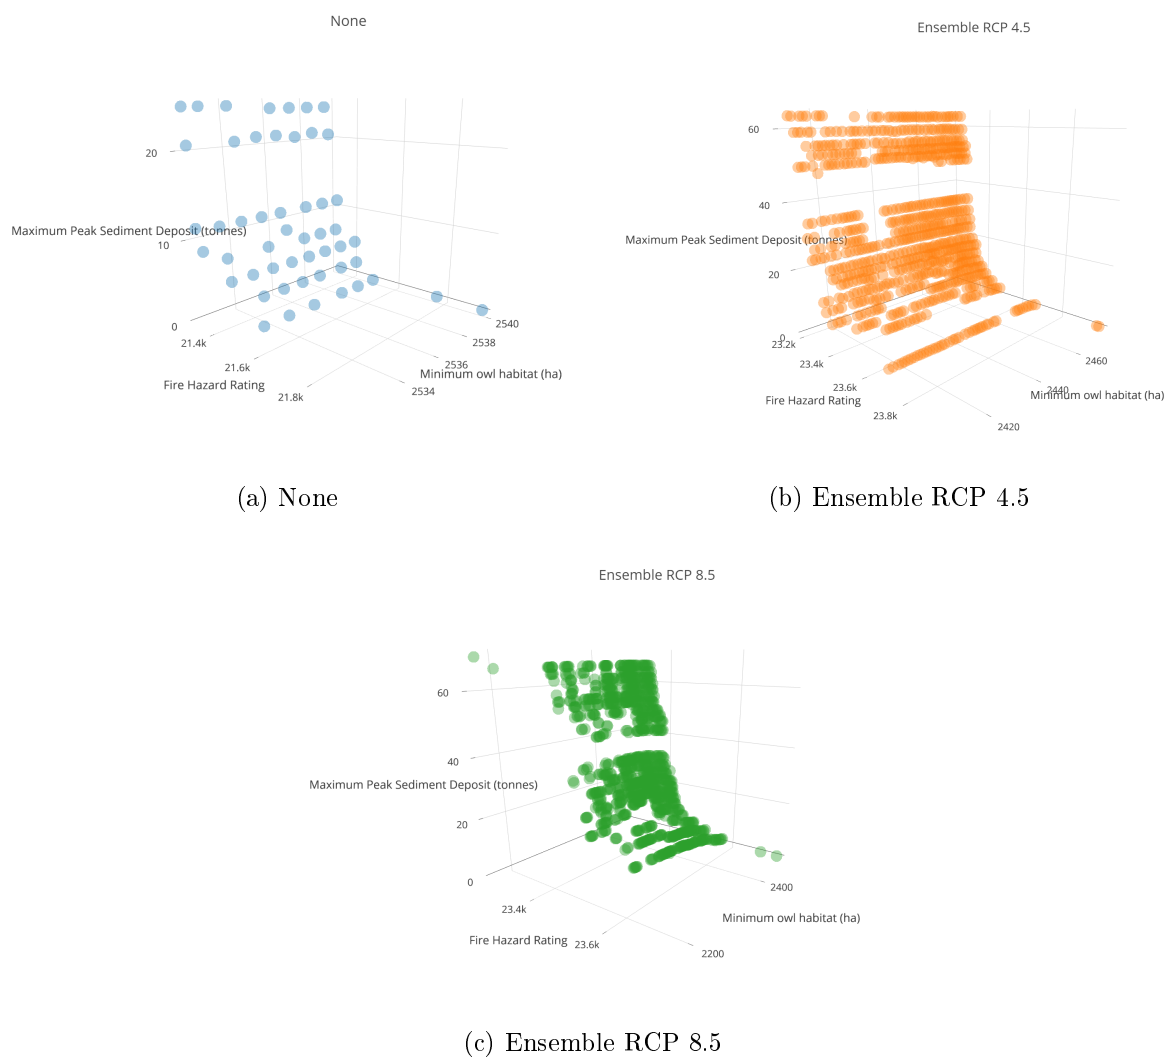 None
20
Maximum Peak Sediment Deposit (tonnes)
10
0
21.4k
21.6k
Fire Hazard Rating
21.8k
2540
2538
2536
Minimum owl habitat (ha)
2534
(a) None
Ensemble RCP 4.5
60
40
Maximum Peak Sediment Deposit (tonnes)
20
0
23.2k
23.4k
23.6k
Fire Hazard Rating
23.8k
2460
2440
Minimum owl habitat (ha)
2420
(b) Ensemble RCP 4.5
Ensemble RCP 8.5
60
40
Maximum Peak Sediment Deposit (tonnes)
20
0
23.4k
Fire Hazard Rating
23.6k
2400
Minimum owl habitat (ha)
2200
(c) Ensemble RCP 8.5